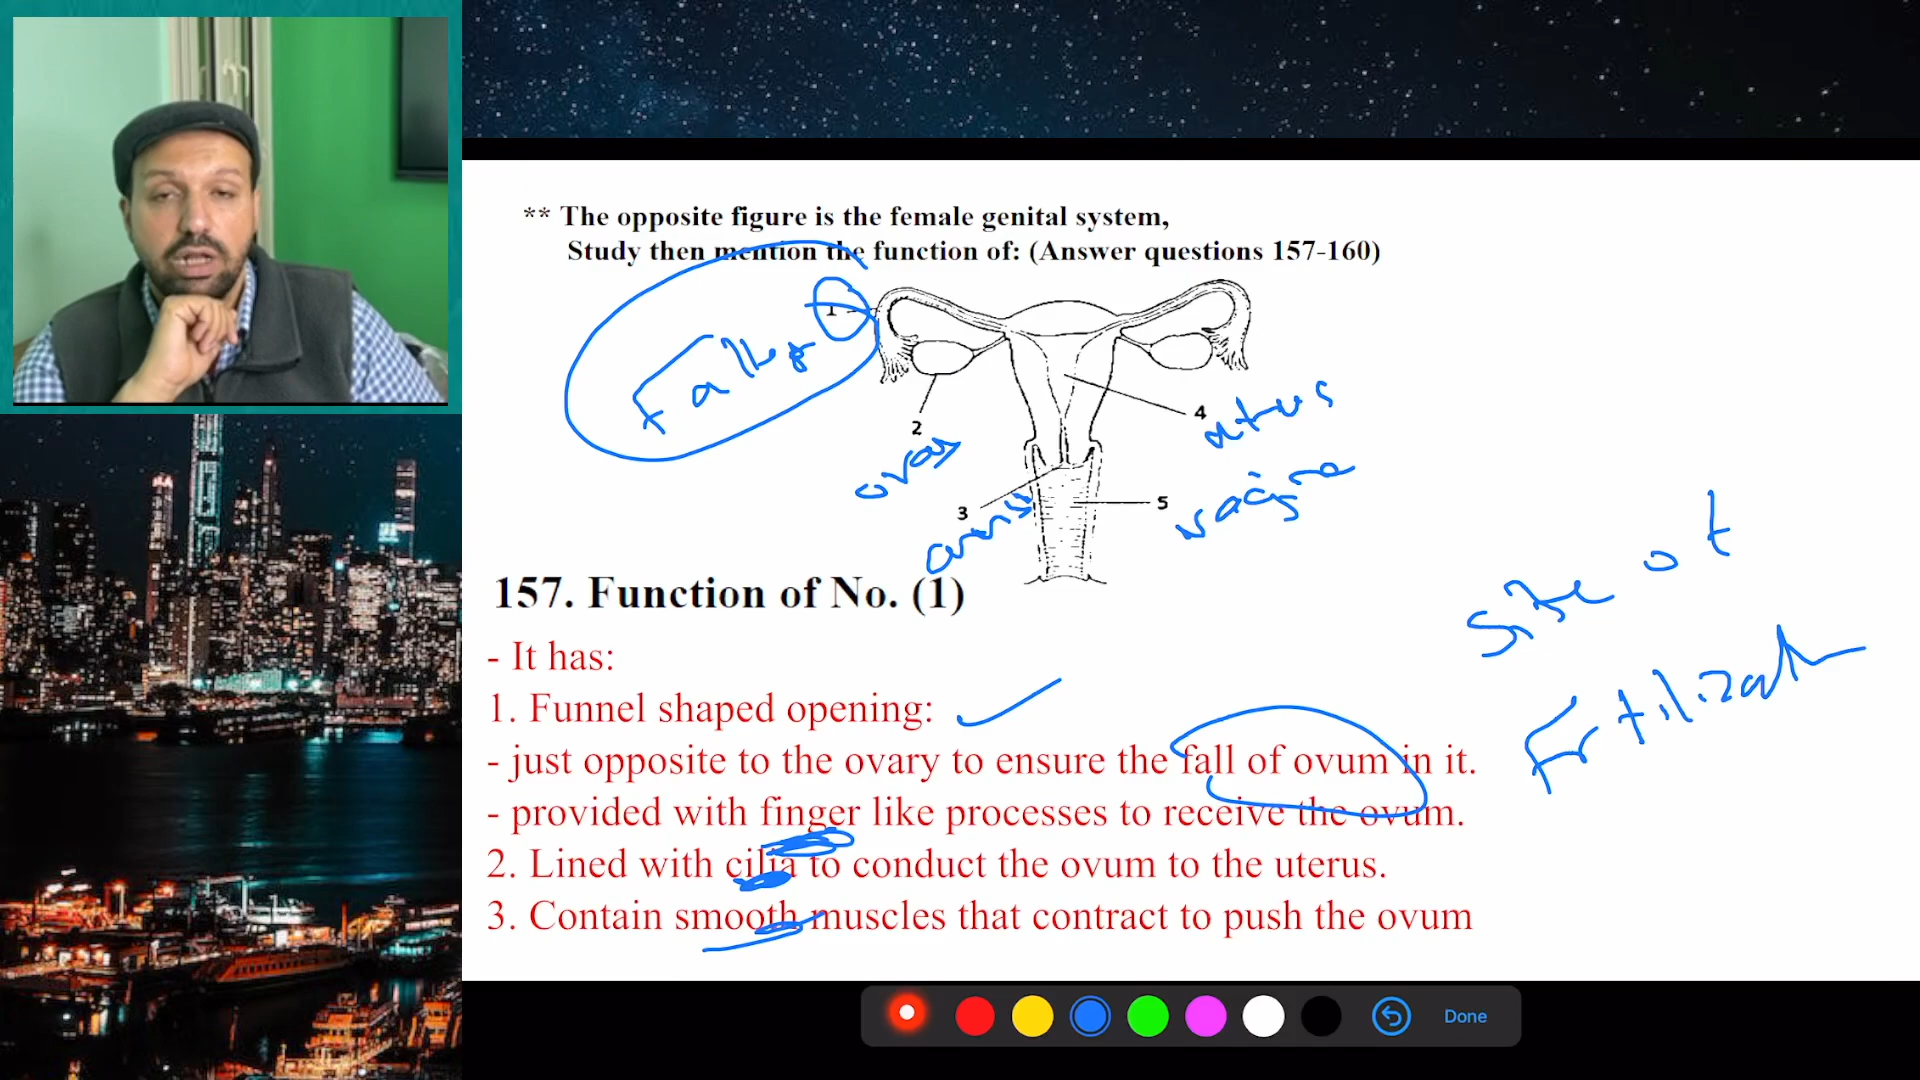 ** The opposite figure is the female genital system,
Study then mention the function of: (Answer questions 157-160)
1
2
ovary
4
3
5
site of
157. Function of No. (1)
- It has:
1. Funnel shaped opening:
- just opposite to the ovary to ensure the fall of ovum in it.
- provided with finger like processes to receive the ovum.
2. Lined with cilia to conduct the ovum to the uterus.
3. Contain smooth muscles that contract to push the ovum
Done